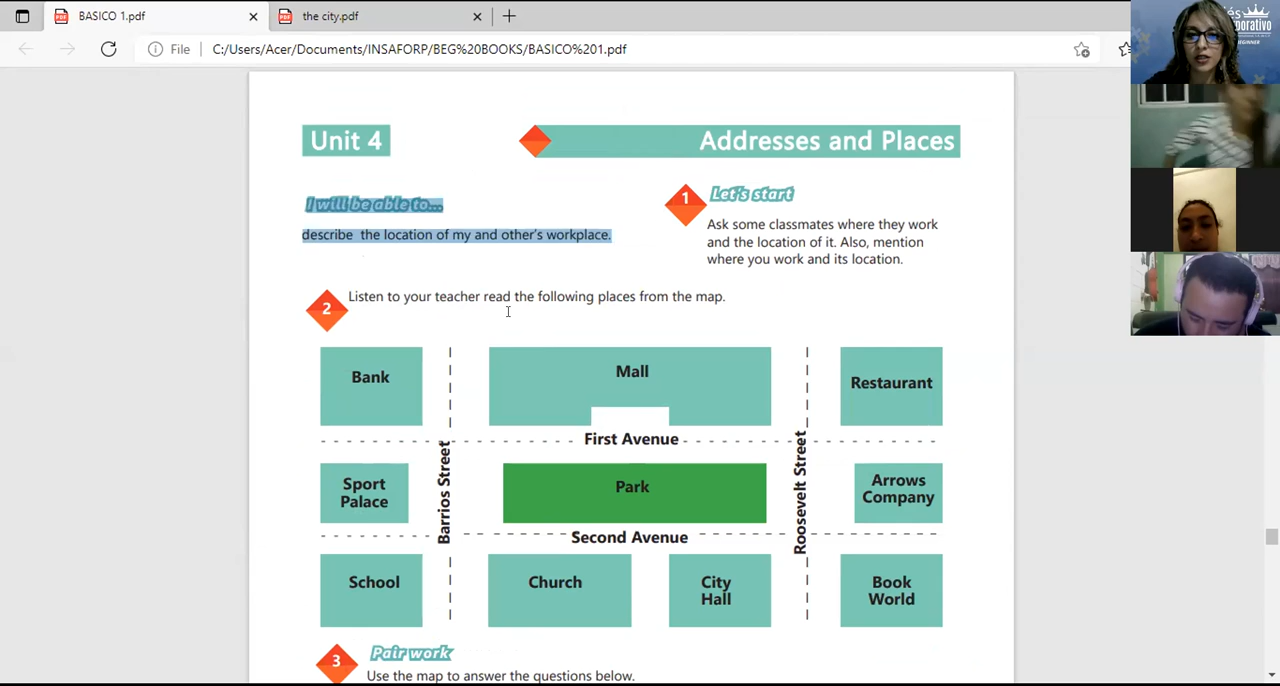 BASICO 1.pdf
the city.pdf
File
C:/Users/Acer/Documents/INSAFORP/BEG%20BOOKS/BASICO%201.pdf
Unit 4
Addresses and Places
I will be able to...
describe the location of my and other's workplace.
1
Let's start
Ask some classmates where they work
and the location of it. Also, mention
where you work and its location.
2
Listen to your teacher read the following places from the map.
Bank
Mall
Restaurant
First Avenue
Barrios Street
Roosevelt Street
Sport
Palace
Park
Arrows
Company
Second Avenue
School
Church
City
Hall
Book
World
3
Pair work
Use the map to answer the questions below.